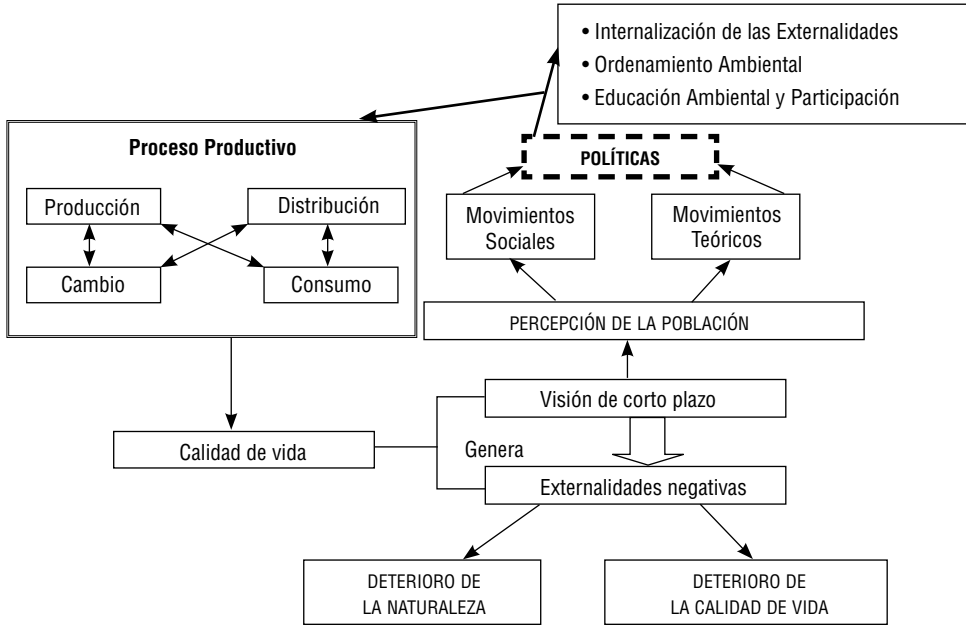 • Internalización de las Externalidades
• Ordenamiento Ambiental
• Educación Ambiental y Participación
Proceso Productivo
Producción
Distribución
Cambio
Consumo
POLÍTICAS
Movimientos
Sociales
Movimientos
Teóricos
PERCEPCIÓN DE LA POBLACIÓN
Visión de corto plazo
Calidad de vida
Genera
Externalidades negativas
DETERIORO DE
LA NATURALEZA
DETERIORO DE
LA CALIDAD DE VIDA